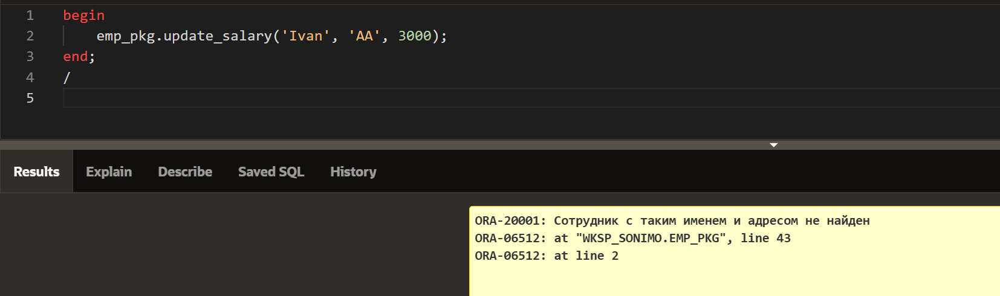 1 begin
2 emp_pkg.update_salary('Ivan', 'AA', 3000);
3 end;
4 /
5
Results Explain Describe Saved SQL History
ORA-20001: Сотрудник с таким именем и адресом не найден
ORA-06512: at "WKSP_SONIMO.EMP_PKG", line 43
ORA-06512: at line 2